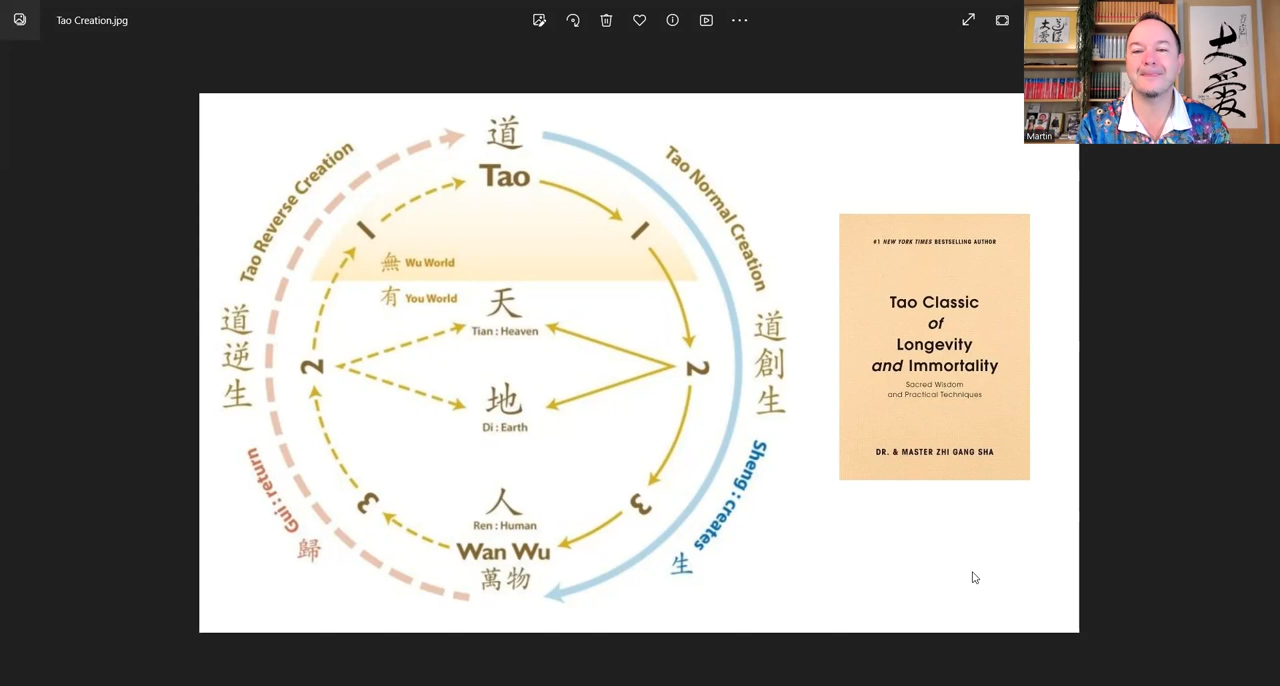 Tao Creation.jpg
Martin
大愛
道
Tao
Tao Reverse Creation
Tao Normal Creation
1
1
無 Wu World
有 You World
天
Tian : Heaven
道逆生
道創生
2
2
地
Di : Earth
Gui : return
歸
Sheng : creates
生
3
3
人
Ren : Human
Wan Wu
萬物
#1 NEW YORK TIMES BESTSELLING AUTHOR
Tao Classic
of
Longevity
and Immortality
Sacred Wisdom
and Practical Techniques
DR. & MASTER ZHI GANG SHA